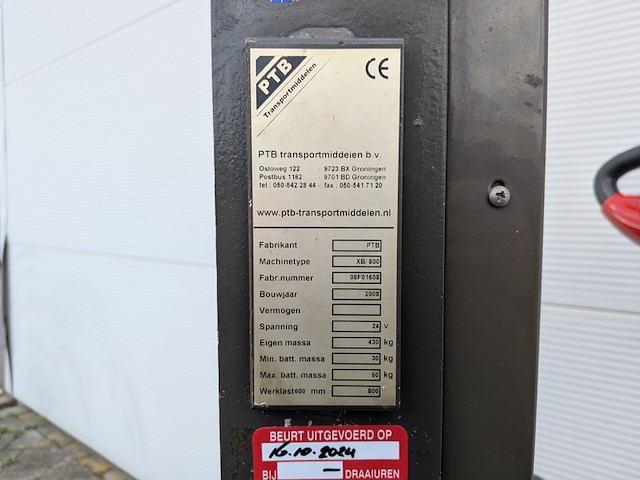 PTB
Transportmiddelen
CE
PTB transportmiddelen b.v.
Osloweg 122 - 9723 BX Groningen
Postbus 1162 - 9701 BD Groningen
tel : 050-542 28 44 - fax : 050-541 71 20
www.ptb-transportmiddelen.nl
Fabrikant PTB
Machinetype XB 800
Fabr.nummer 08F01608
Bouwjaar 2008
Vermogen
Spanning 24 v
Eigen massa 430 kg
Min. batt. massa 30 kg
Max. batt. massa 60 kg
Werklast 600 mm 800
BEURT UITGEVOERD OP
16.10.2024
BIJ — DRAAIUREN